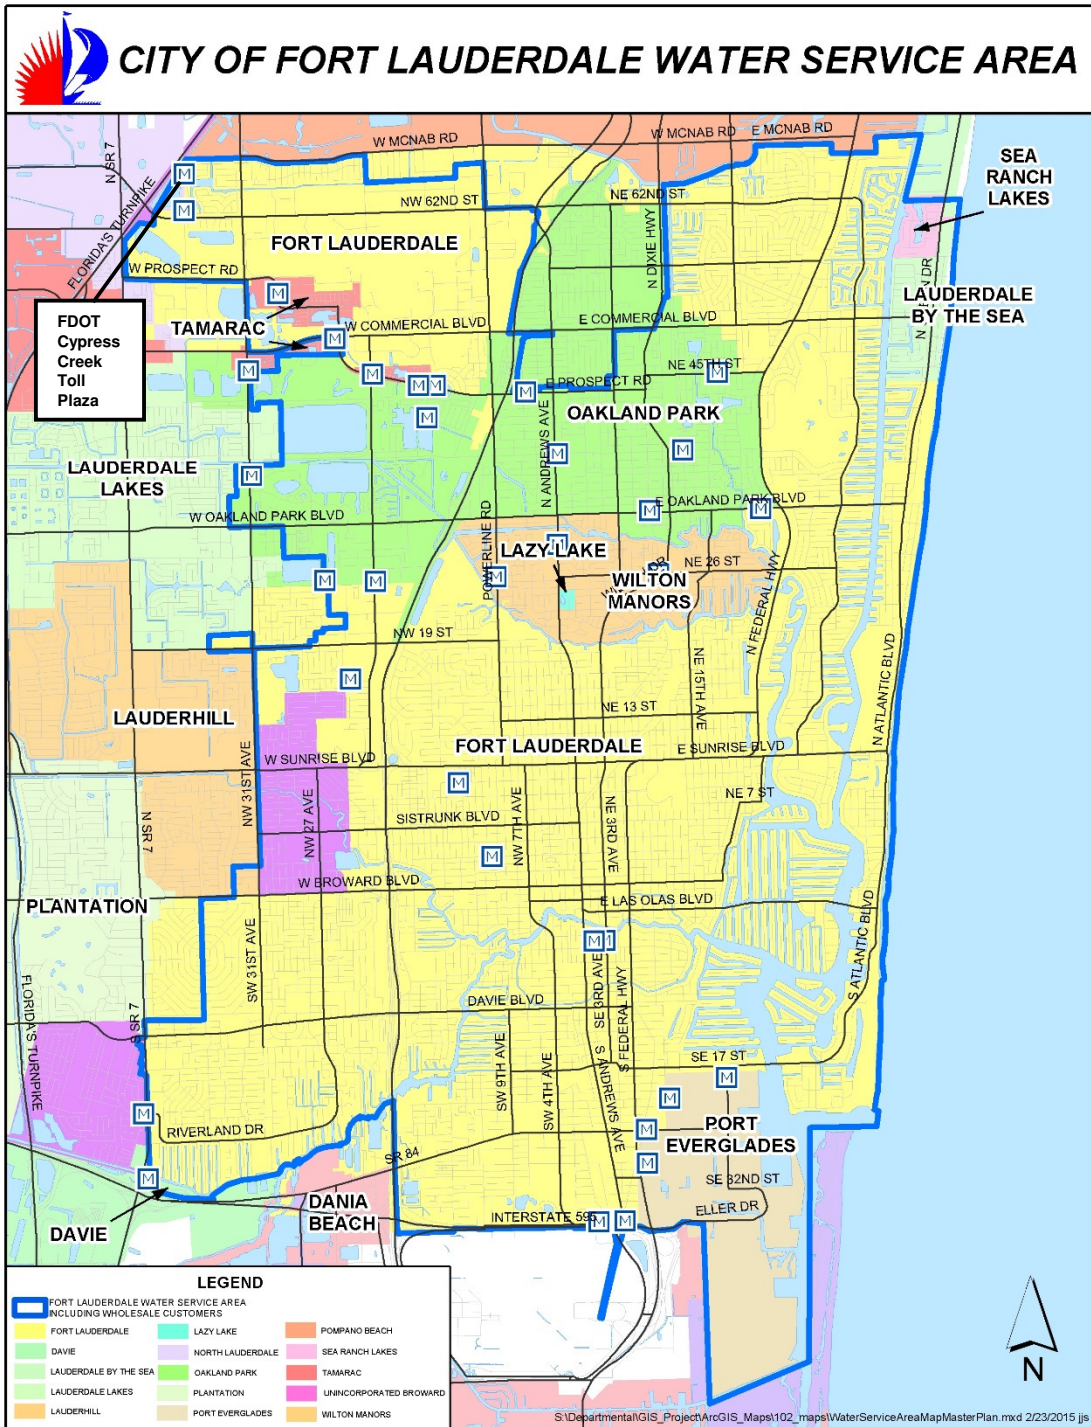 CITY OF FORT LAUDERDALE WATER SERVICE AREA
W MCNAB RD
W MCNAB RD
E MCNAB RD
SEA
RANCH
LAKES
N SR 7
FLORIDA'S TURNPIKE
M
M
NW 62ND ST
NE 62ND ST
FORT LAUDERDALE
N DIXIE HWY
W PROSPECT RD
M
LAUDERDALE
BY THE SEA
FDOT
Cypress
Creek
Toll
Plaza
TAMARAC
M
W COMMERCIAL BLVD
E COMMERCIAL BLVD
M
M
M
M
M
E PROSPECT RD
NE 45TH ST
M
M
OAKLAND PARK
N ANDREWS AVE
M
M
LAUDERDALE
LAKES
M
W OAKLAND PARK BLVD
POWERLINE RD
M
E OAKLAND PARK BLVD
M
M
LAZY LAKE
NE 26 ST
WILTON
MANORS
M
M
M
N FEDERAL HWY
NW 19 ST
N ATLANTIC BLVD
M
NE 15TH AVE
LAUDERHILL
NE 13 ST
FORT LAUDERDALE
E SUNRISE BLVD
W SUNRISE BLVD
NW 31ST AVE
M
NE 7 ST
N SR 7
NW 27 AVE
SISTRUNK BLVD
NW 7TH AVE
NE 3RD AVE
M
W BROWARD BLVD
PLANTATION
E LAS OLAS BLVD
SW 31ST AVE
S ATLANTIC BLVD
M
M
SE 3RD AVE
FLORIDA'S TURNPIKE
S SR 7
DAVIE BLVD
S FEDERAL HWY
SW 9TH AVE
SW 4TH AVE
S ANDREWS AVE
SE 17 ST
M
M
M
RIVERLAND DR
M
PORT
EVERGLADES
SR 84
M
M
SE 32ND ST
DAVIE
DANIA
BEACH
INTERSTATE 595
M
M
ELLER DR
LEGEND
FORT LAUDERDALE WATER SERVICE AREA
INCLUDING WHOLESALE CUSTOMERS
FORT LAUDERDALE
LAZY LAKE
POMPANO BEACH
DAVIE
NORTH LAUDERDALE
SEA RANCH LAKES
LAUDERDALE BY THE SEA
OAKLAND PARK
TAMARAC
LAUDERDALE LAKES
PLANTATION
UNINCORPORATED BROWARD
LAUDERHILL
PORT EVERGLADES
WILTON MANORS
N
S:\Departmental\GIS_Project\ArcGIS_Maps\102_maps\WaterServiceAreaMapMasterPlan.mxd 2/23/2015